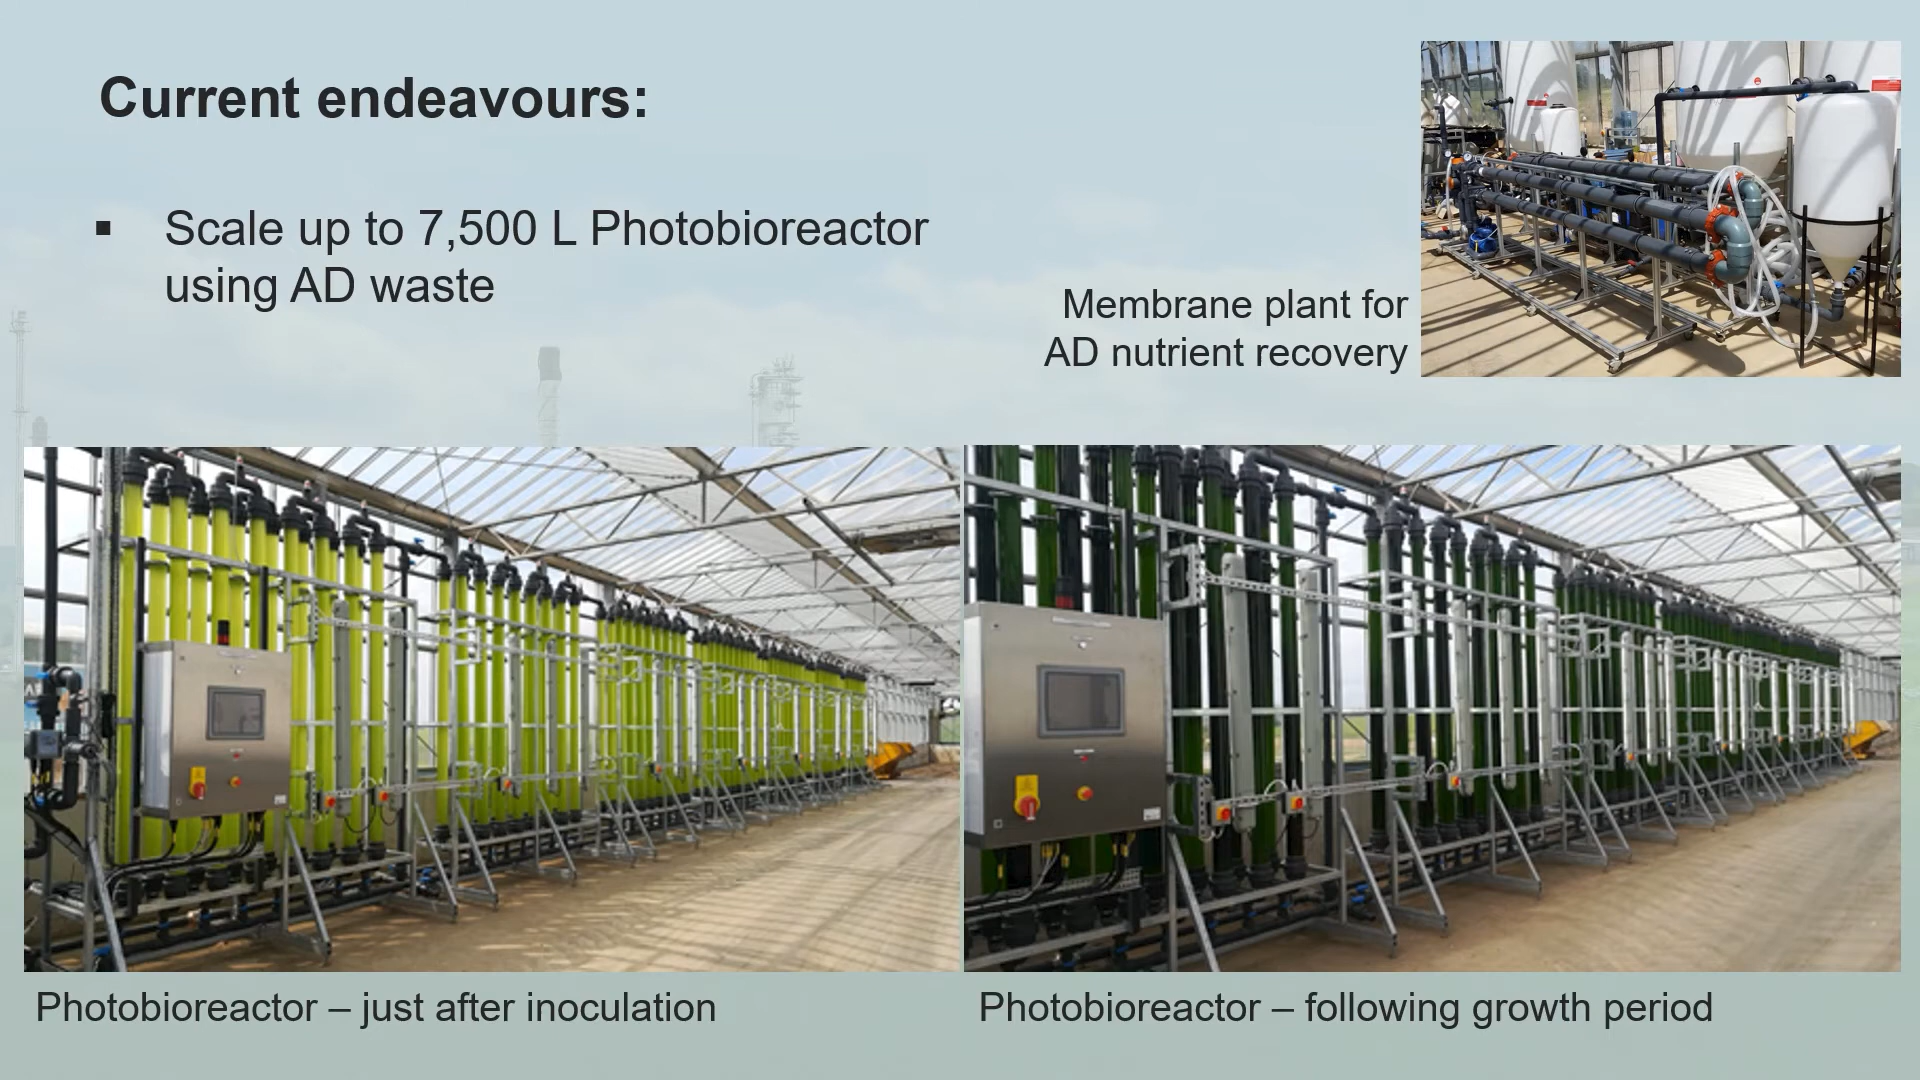 Current endeavours:
▪ Scale up to 7,500 L Photobioreactor
using AD waste
Membrane plant for
AD nutrient recovery
Photobioreactor – just after inoculation
Photobioreactor – following growth period